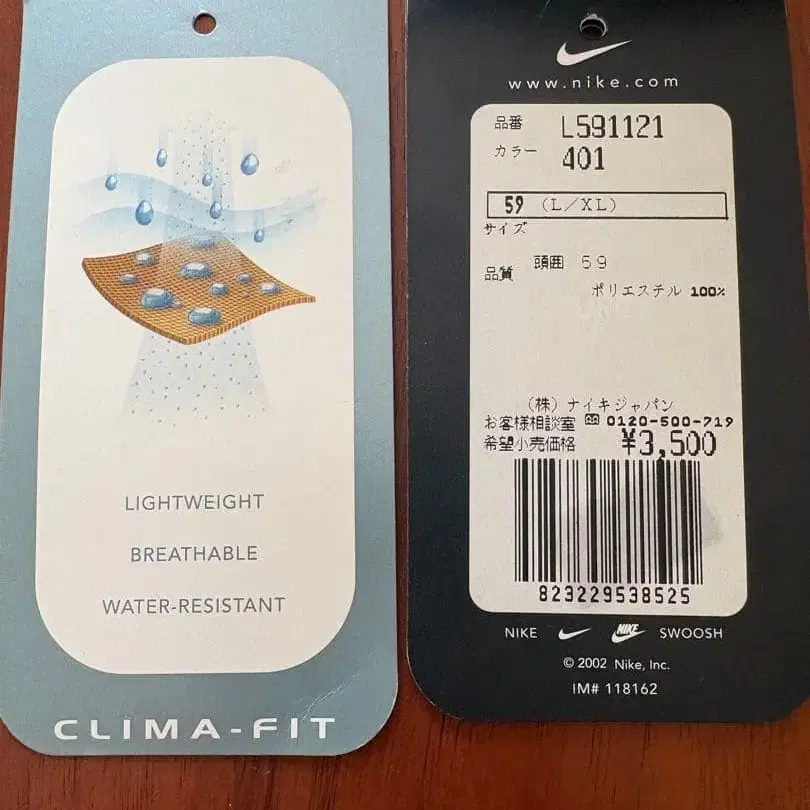 LIGHTWEIGHT
BREATHABLE
WATER-RESISTANT
CLIMA-FIT
www.nike.com
品番 L591121
カラー 401
59 (L/XL)
サイズ
頭囲 59
品質
ポリエステル 100%
(株)ナイキジャパン
お客様相談室 0120-500-719
希望小売価格 ¥3,500
823229538525
NIKE NIKE SWOOSH
© 2002 Nike, Inc.
IM# 118162